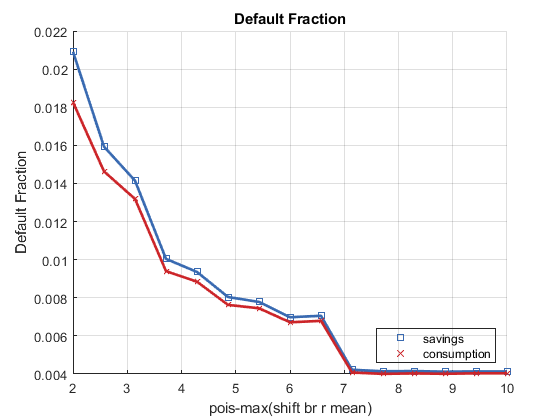 Default Fraction
0.022
0.02
0.018
0.016
0.014
0.012
0.01
0.008
0.006
0.004
Default Fraction
savings
consumption
2 3 4 5 6 7 8 9 10
pois-max(shift br r mean)